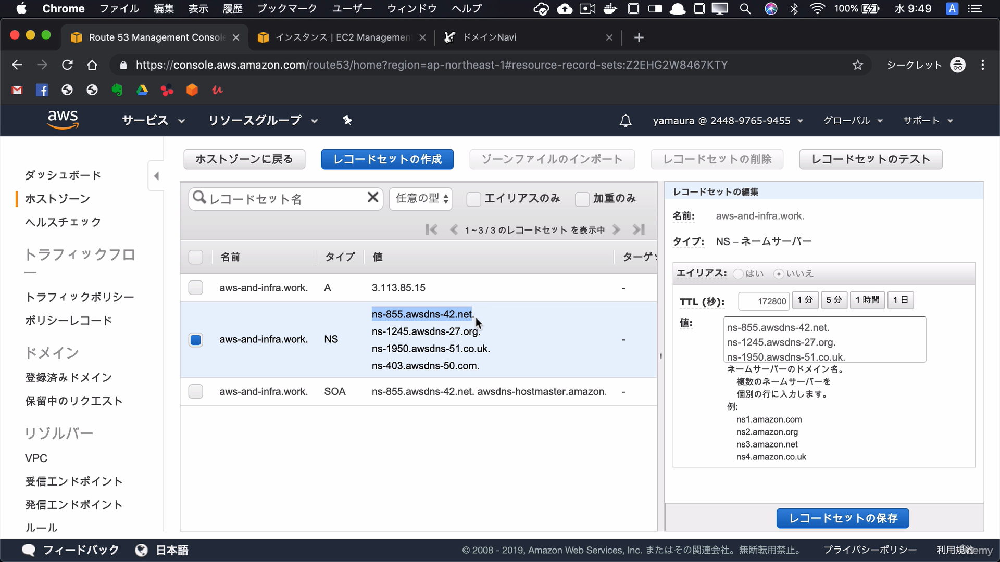 Chrome ファイル 編集 表示 履歴 ブックマーク ユーザー ウィンドウ ヘルプ 100% 水 9:49 A
Route 53 Management Console インスタンス | EC2 Management ドメインNavi
https://console.aws.amazon.com/route53/home?region=ap-northeast-1#resource-record-sets:Z2EHG2W8467KTY シークレット
aws サービス リソースグループ yamaura @ 2448-9765-9455 グローバル サポート
ホストゾーンに戻る レコードセットの作成 ゾーンファイルのインポート レコードセットの削除 レコードセットのテスト
ダッシュボード
ホストゾーン
ヘルスチェック
トラフィックフロ
ー
トラフィックポリシー
ポリシーレコード
ドメイン
登録済みドメイン
保留中のリクエスト
リゾルバー
VPC
受信エンドポイント
発信エンドポイント
ルール
レコードセット名 任意の型 エイリアスのみ 加重のみ
1~3 / 3 のレコードセット を表示中
名前 タイプ 値 ターゲッ
aws-and-infra.work. A 3.113.85.15 -
aws-and-infra.work. NS ns-855.awsdns-42.net.
ns-1245.awsdns-27.org.
ns-1950.awsdns-51.co.uk.
ns-403.awsdns-50.com.
-
aws-and-infra.work. SOA ns-855.awsdns-42.net. awsdns-hostmaster.amazon. -
レコードセットの編集
名前: aws-and-infra.work.
タイプ: NS – ネームサーバー
エイリアス: はい いいえ
TTL (秒): 172800 1 分 5 分 1 時間 1 日
値: ns-855.awsdns-42.net.
ns-1245.awsdns-27.org.
ns-1950.awsdns-51.co.uk.
ネームサーバーのドメイン名。
複数のネームサーバーを
個別の行に入力します。
例:
ns1.amazon.com
ns2.amazon.org
ns3.amazon.net
ns4.amazon.co.uk
レコードセットの保存
フィードバック 日本語 © 2008 - 2019, Amazon Web Services, Inc. またはその関連会社。無断転用禁止。 プライバシーポリシー 利用規約